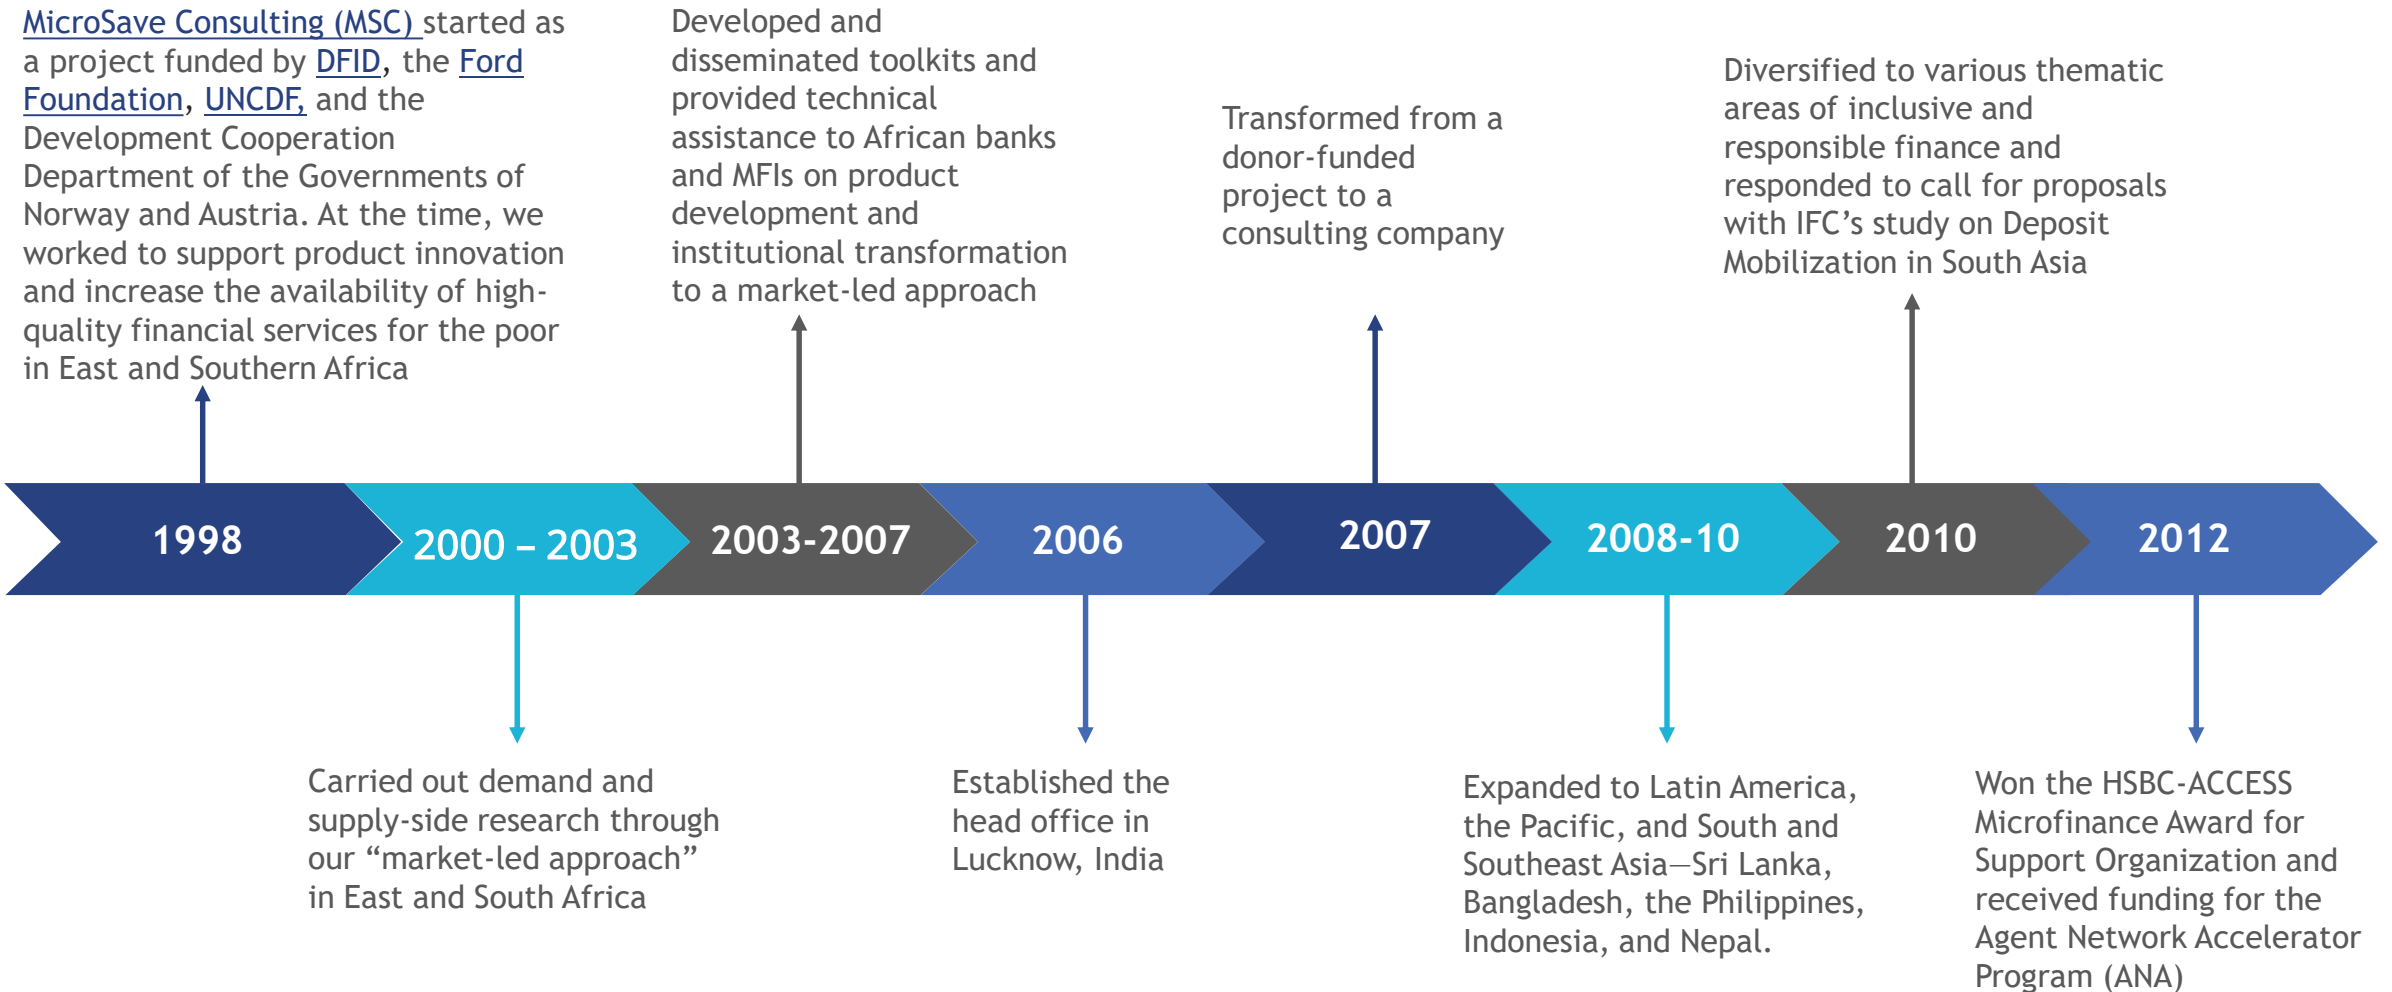 MicroSave Consulting (MSC) started as
a project funded by DFID, the Ford
Foundation, UNCDF, and the
Development Cooperation
Department of the Governments of
Norway and Austria. At the time, we
worked to support product innovation
and increase the availability of high-
quality financial services for the poor
in East and Southern Africa
Developed and
disseminated toolkits and
provided technical
assistance to African banks
and MFIs on product
development and
institutional transformation
to a market-led approach
Transformed from a
donor-funded
project to a
consulting company
Diversified to various thematic
areas of inclusive and
responsible finance and
responded to call for proposals
with IFC’s study on Deposit
Mobilization in South Asia
1998
2000 – 2003
2003-2007
2006
2007
2008-10
2010
2012
Carried out demand and
supply-side research through
our “market-led approach”
in East and South Africa
Established the
head office in
Lucknow, India
Expanded to Latin America,
the Pacific, and South and
Southeast Asia—Sri Lanka,
Bangladesh, the Philippines,
Indonesia, and Nepal.
Won the HSBC-ACCESS
Microfinance Award for
Support Organization and
received funding for the
Agent Network Accelerator
Program (ANA)